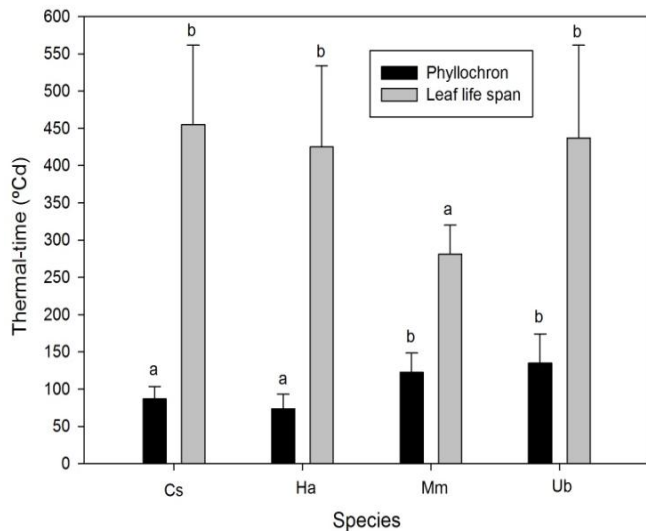 600
550
500
450
400
350
300
250
200
150
100
50
0
Thermal-time (ºCd)
Phyllochron
Leaf life span
b
b
a
b
a
a
b
b
Cs
Ha
Mm
Ub
Species